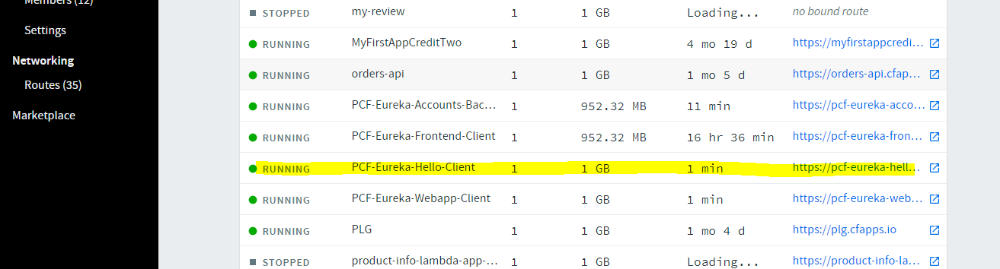 Members (12)
Settings
Networking
Routes (35)
Marketplace
STOPPED my-review 1 1 GB Loading... no bound route
RUNNING MyFirstAppCreditTwo 1 1 GB 4 mo 19 d https://myfirstappcredi...
RUNNING orders-api 1 1 GB 1 mo 5 d https://orders-api.cfap...
RUNNING PCF-Eureka-Accounts-Bac... 1 952.32 MB 11 min https://pcf-eureka-acco...
RUNNING PCF-Eureka-Frontend-Client 1 952.32 MB 16 hr 36 min https://pcf-eureka-fron...
RUNNING PCF-Eureka-Hello-Client 1 1 GB 1 min https://pcf-eureka-hell...
RUNNING PCF-Eureka-Webapp-Client 1 1 GB 1 min https://pcf-eureka-web...
RUNNING PLG 1 1 GB 1 mo 4 d https://plg.cfapps.io
STOPPED product-info-lambda-app-... 1 1 GB Loading... https://product-info-la...